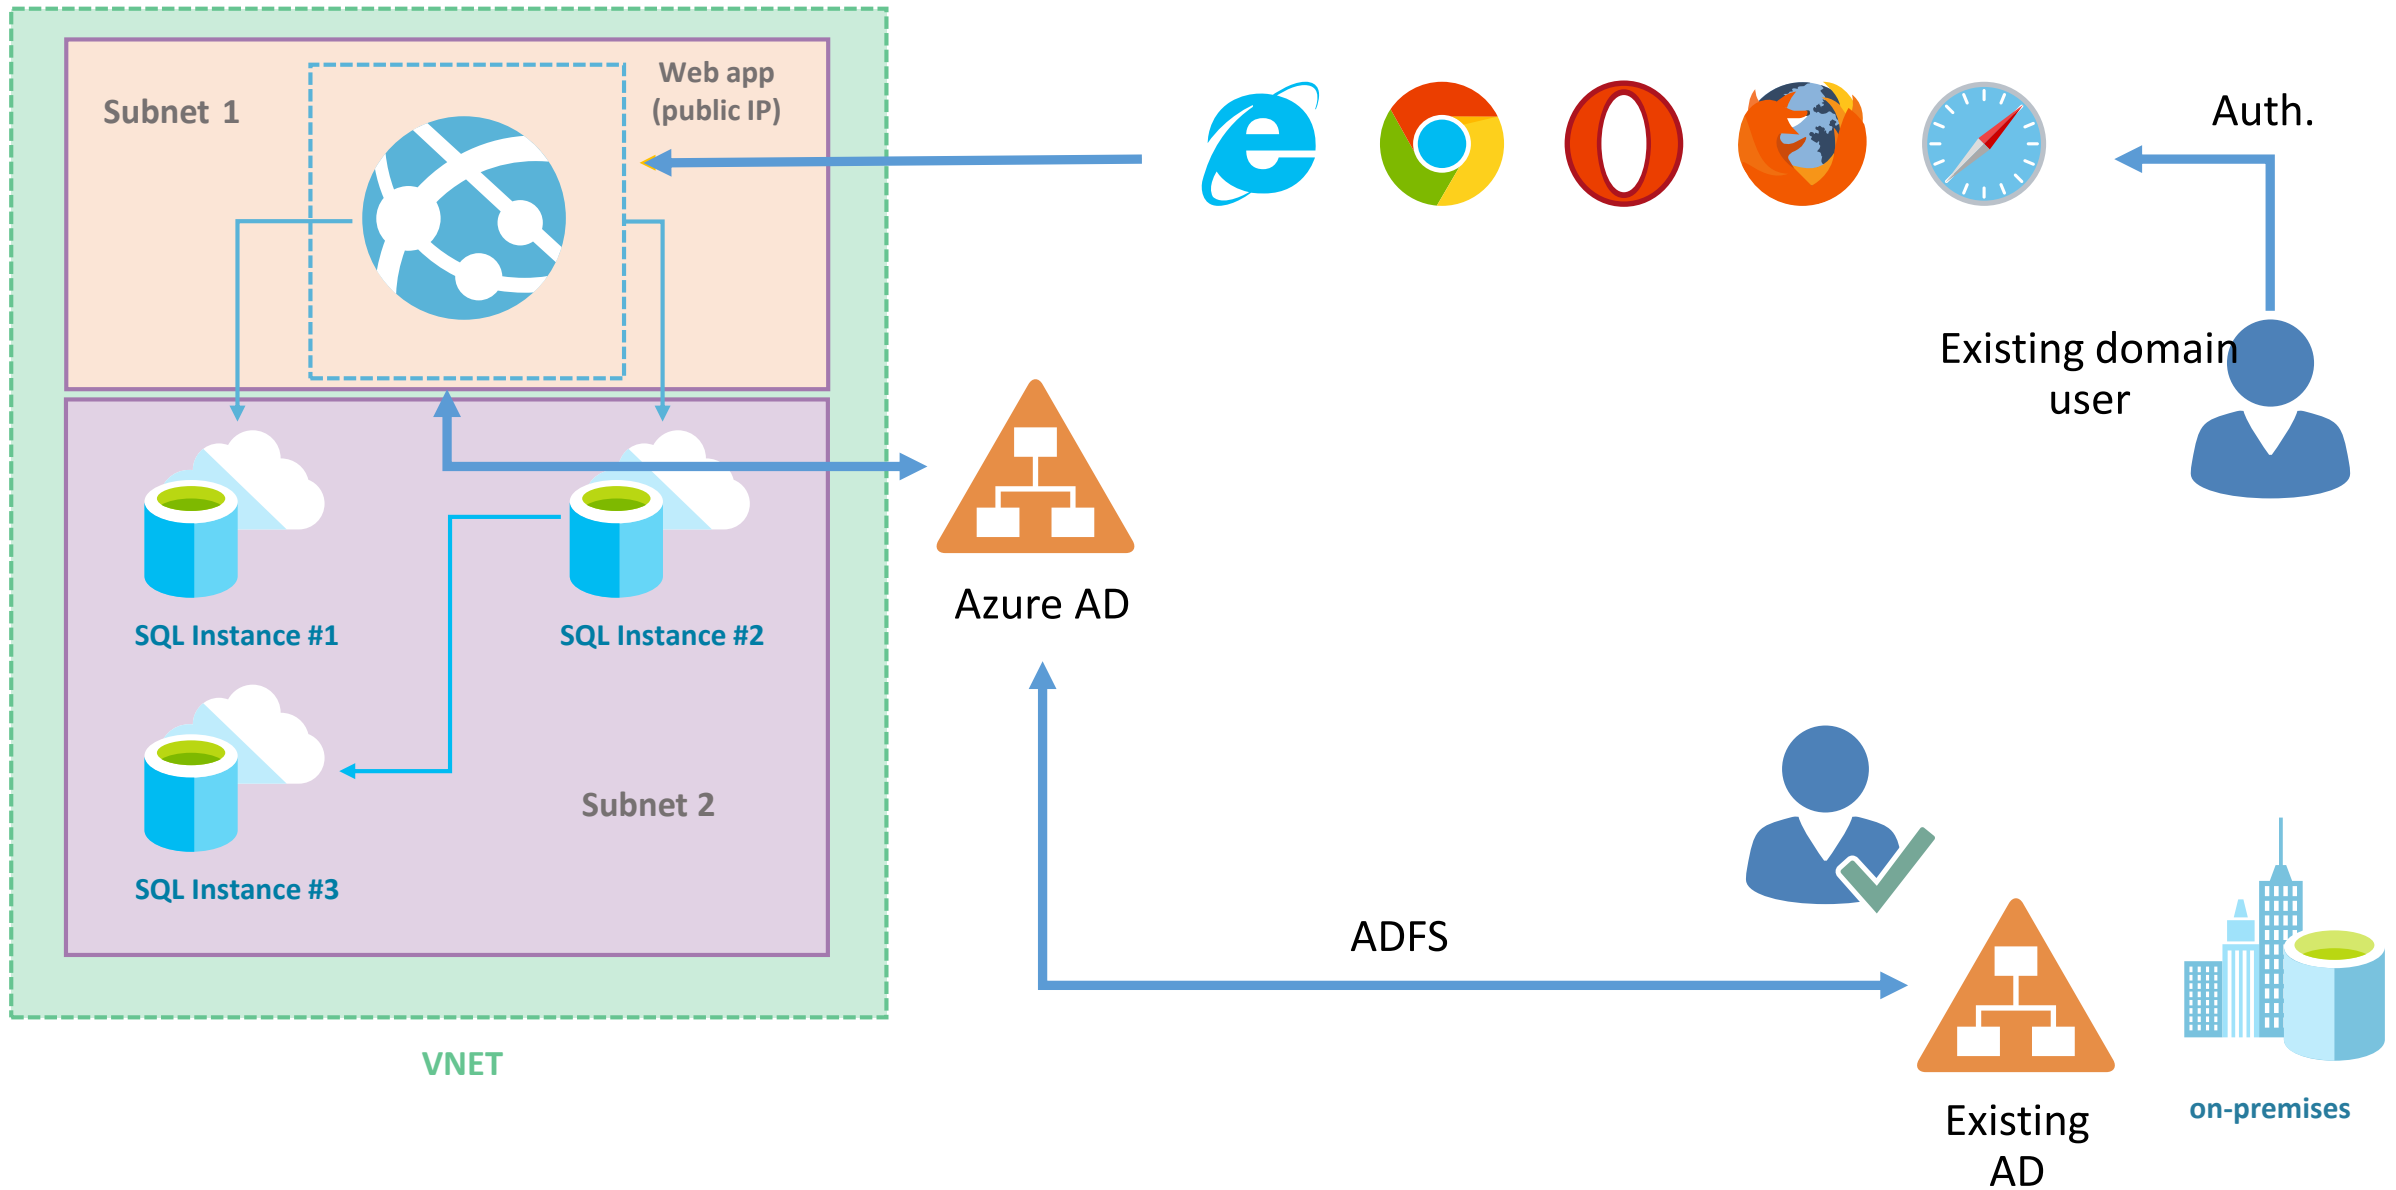 Subnet 1
Web app
(public IP)
Auth.
Existing domain
user
Azure AD
SQL Instance #1
SQL Instance #2
Subnet 2
SQL Instance #3
ADFS
VNET
Existing
AD
on-premises